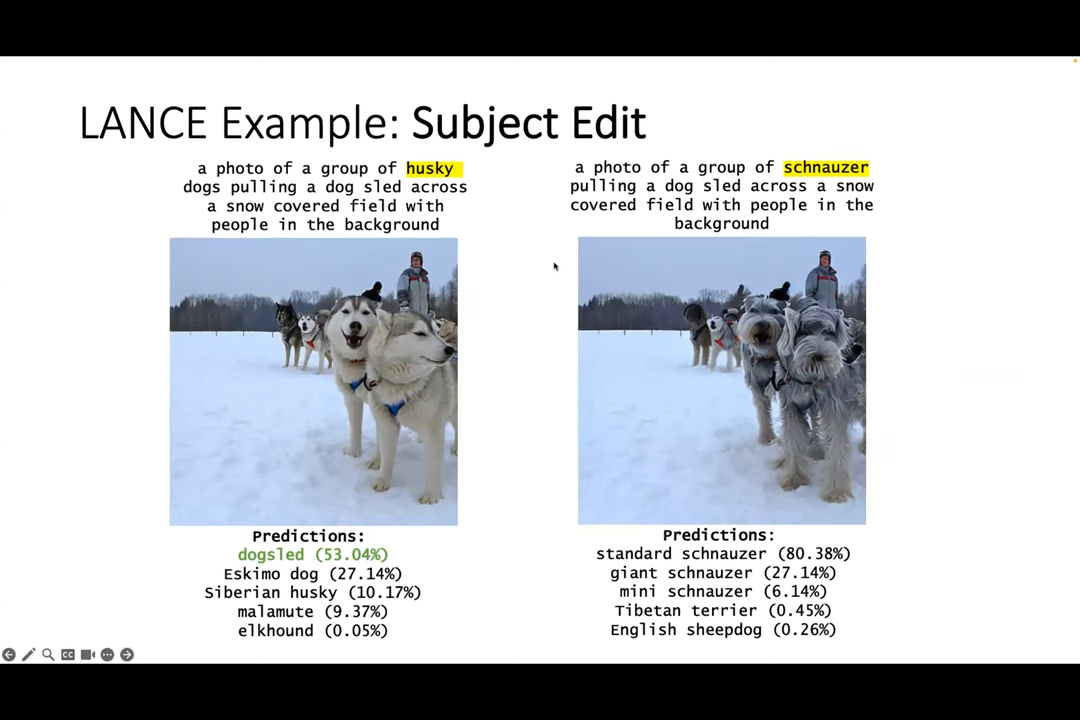 LANCE Example: Subject Edit
a photo of a group of husky
dogs pulling a dog sled across
a snow covered field with
people in the background
Predictions:
dogsled (53.04%)
Eskimo dog (27.14%)
Siberian husky (10.17%)
malamute (9.37%)
elkhound (0.05%)
a photo of a group of schnauzer
pulling a dog sled across a snow
covered field with people in the
background
Predictions:
standard schnauzer (80.38%)
giant schnauzer (27.14%)
mini schnauzer (6.14%)
Tibetan terrier (0.45%)
English sheepdog (0.26%)
CC